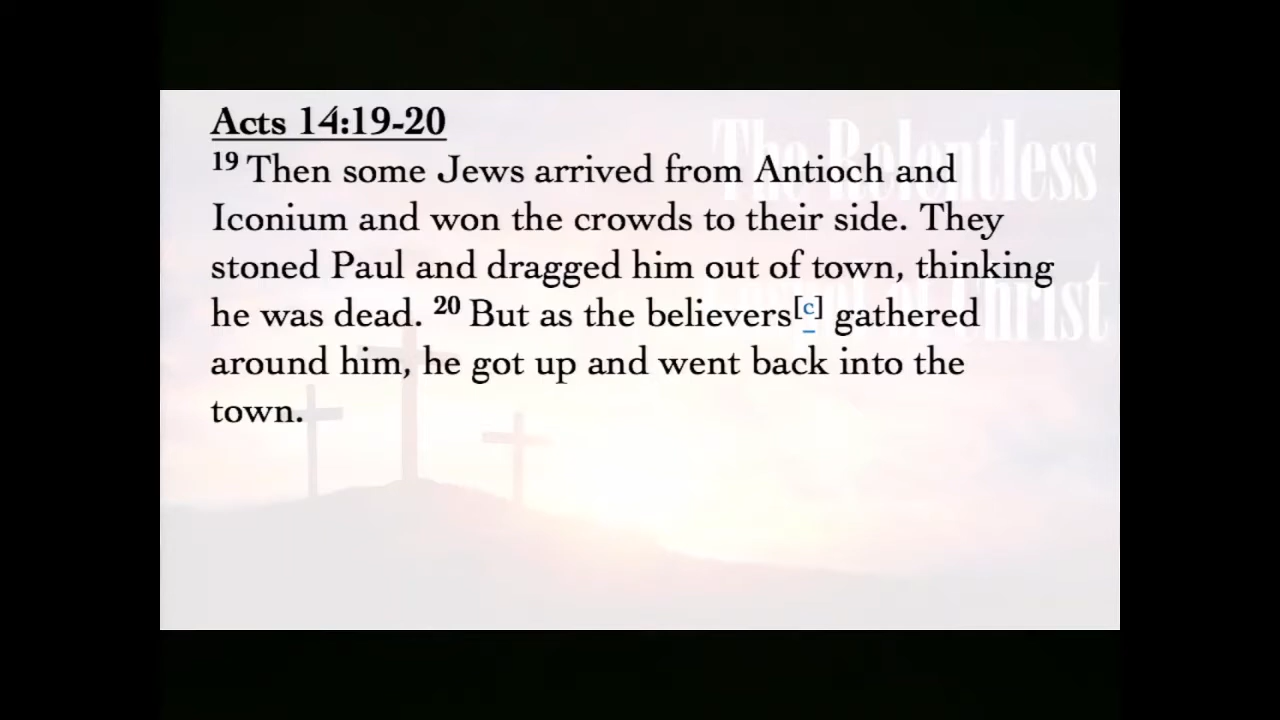 Acts 14:19-20
19 Then some Jews arrived from Antioch and
Iconium and won the crowds to their side. They
stoned Paul and dragged him out of town, thinking
he was dead. 20 But as the believers[c] gathered
around him, he got up and went back into the
town.
The Relentless
of Christ